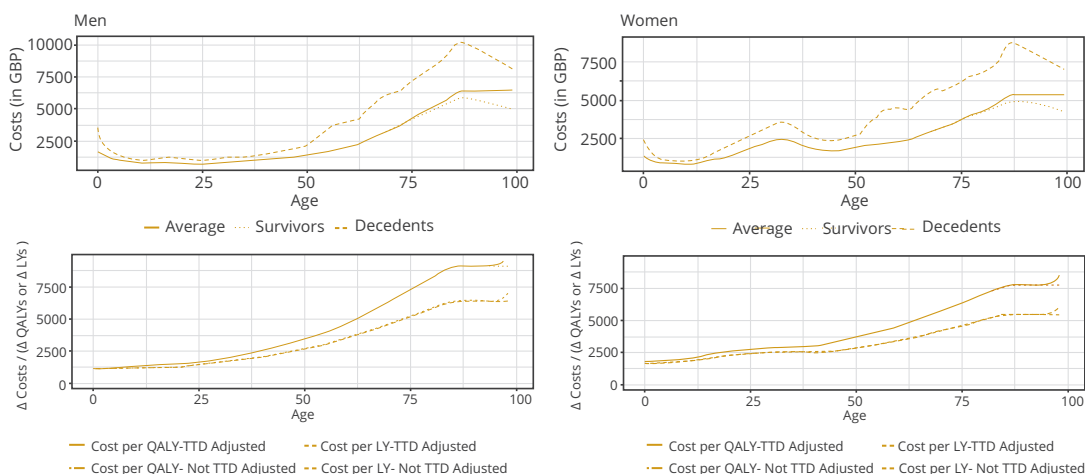 Men
Costs (in GBP)
10000
7500
5000
2500
0
25
50
75
100
Age
Average
Survivors
Decedents
Women
Costs (in GBP)
7500
5000
2500
0
25
50
75
100
Age
Average
Survivors
Decedents
Δ Costs / (Δ QALYs or Δ LYs)
7500
5000
2500
0
0
25
50
75
100
Age
Cost per QALY-TTD Adjusted
Cost per LY-TTD Adjusted
Cost per QALY- Not TTD Adjusted
Cost per LY- Not TTD Adjusted
Δ Costs / (Δ QALYs or Δ LYs)
7500
5000
2500
0
0
25
50
75
100
Age
Cost per QALY-TTD Adjusted
Cost per LY-TTD Adjusted
Cost per QALY- Not TTD Adjusted
Cost per LY- Not TTD Adjusted